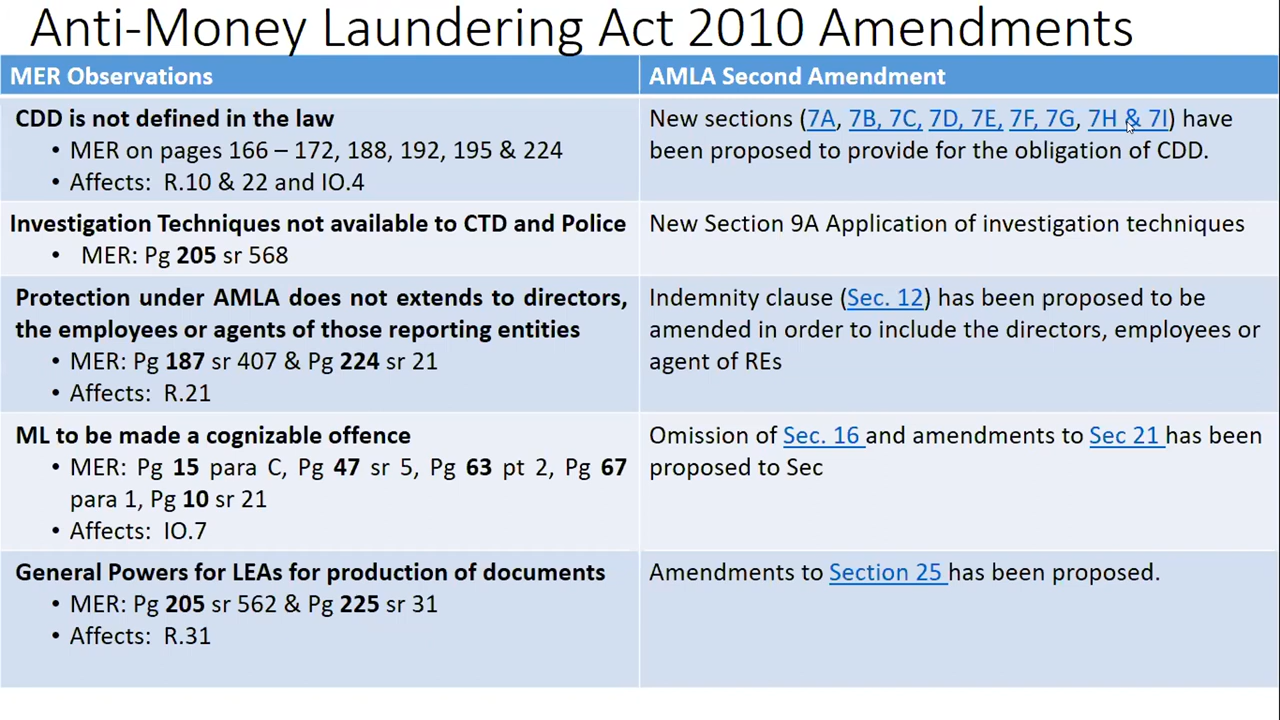 Anti-Money Laundering Act 2010 Amendments
MER Observations
AMLA Second Amendment
CDD is not defined in the law
• MER on pages 166 – 172, 188, 192, 195 & 224
• Affects: R.10 & 22 and IO.4
New sections (7A, 7B, 7C, 7D, 7E, 7F, 7G, 7H & 7I) have
been proposed to provide for the obligation of CDD.
Investigation Techniques not available to CTD and Police
• MER: Pg 205 sr 568
New Section 9A Application of investigation techniques
Protection under AMLA does not extends to directors,
the employees or agents of those reporting entities
• MER: Pg 187 sr 407 & Pg 224 sr 21
• Affects: R.21
Indemnity clause (Sec. 12) has been proposed to be
amended in order to include the directors, employees or
agent of REs
ML to be made a cognizable offence
• MER: Pg 15 para C, Pg 47 sr 5, Pg 63 pt 2, Pg 67
para 1, Pg 10 sr 21
• Affects: IO.7
Omission of Sec. 16 and amendments to Sec 21 has been
proposed to Sec
General Powers for LEAs for production of documents
• MER: Pg 205 sr 562 & Pg 225 sr 31
• Affects: R.31
Amendments to Section 25 has been proposed.